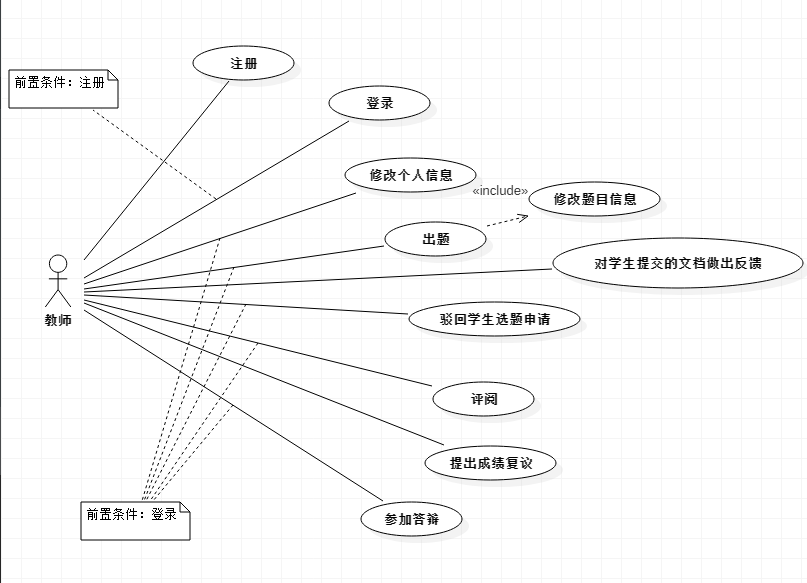 注册
前置条件：注册
登录
修改个人信息
«include»
修改题目信息
出题
对学生提交的文档做出反馈
教师
驳回学生选题申请
评阅
提出成绩复议
前置条件：登录
参加答辩